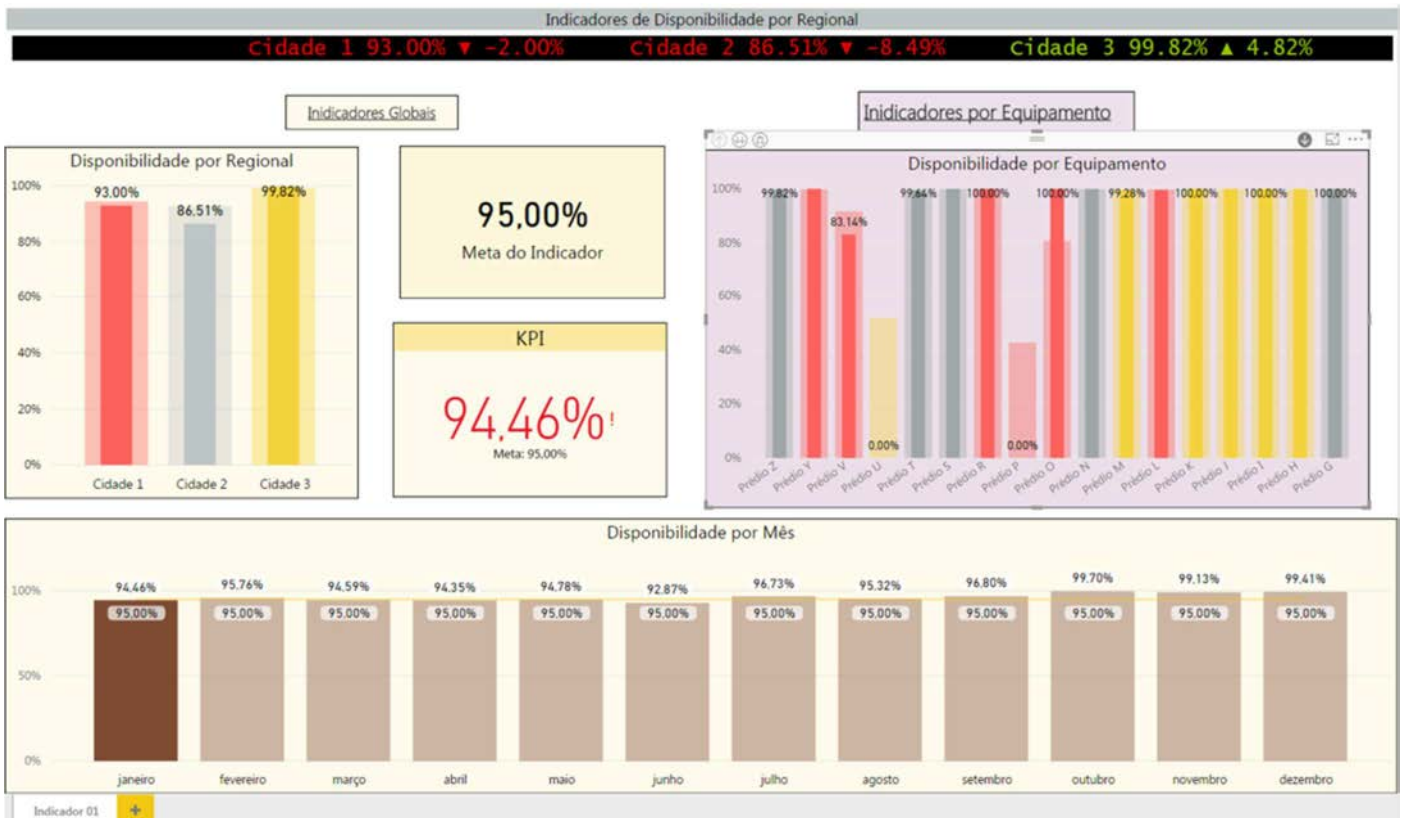 Indicadores de Disponibilidade por Regional
Cidade 1 93.00% ▼ -2.00% Cidade 2 86.51% ▼ -8.49% Cidade 3 99.82% ▲ 4.82%
Inidicadores Globais
Inidicadores por Equipamento
Disponibilidade por Regional
100%
80%
60%
40%
20%
0%
93.00%
86.51%
99,82%
Cidade 1 Cidade 2 Cidade 3
95,00%
Meta do Indicador
KPI
94,46%!
Meta: 95,00%
Disponibilidade por Equipamento
100%
80%
60%
40%
20%
0%
99,82% 99,64% 100.00% 100.00% 99,28% 100.00% 100.00% 100.00%
83,14%
0.00% 0.00%
Prédio Z Prédio Y Prédio V Prédio U Prédio T Prédio S Prédio R Prédio P Prédio O Prédio N Prédio M Prédio L Prédio K Prédio J Prédio I Prédio H Prédio G
Disponibilidade por Mês
100%
50%
0%
94,46% 95,76% 94,59% 94,35% 94,78% 92,87% 96,73% 95,32% 96,80% 99,70% 99,13% 99,41%
95,00% 95,00% 95,00% 95,00% 95,00% 95,00% 95,00% 95,00% 95,00% 95,00% 95,00% 95,00%
janeiro fevereiro março abril maio junho julho agosto setembro outubro novembro dezembro
Indicador 01 +